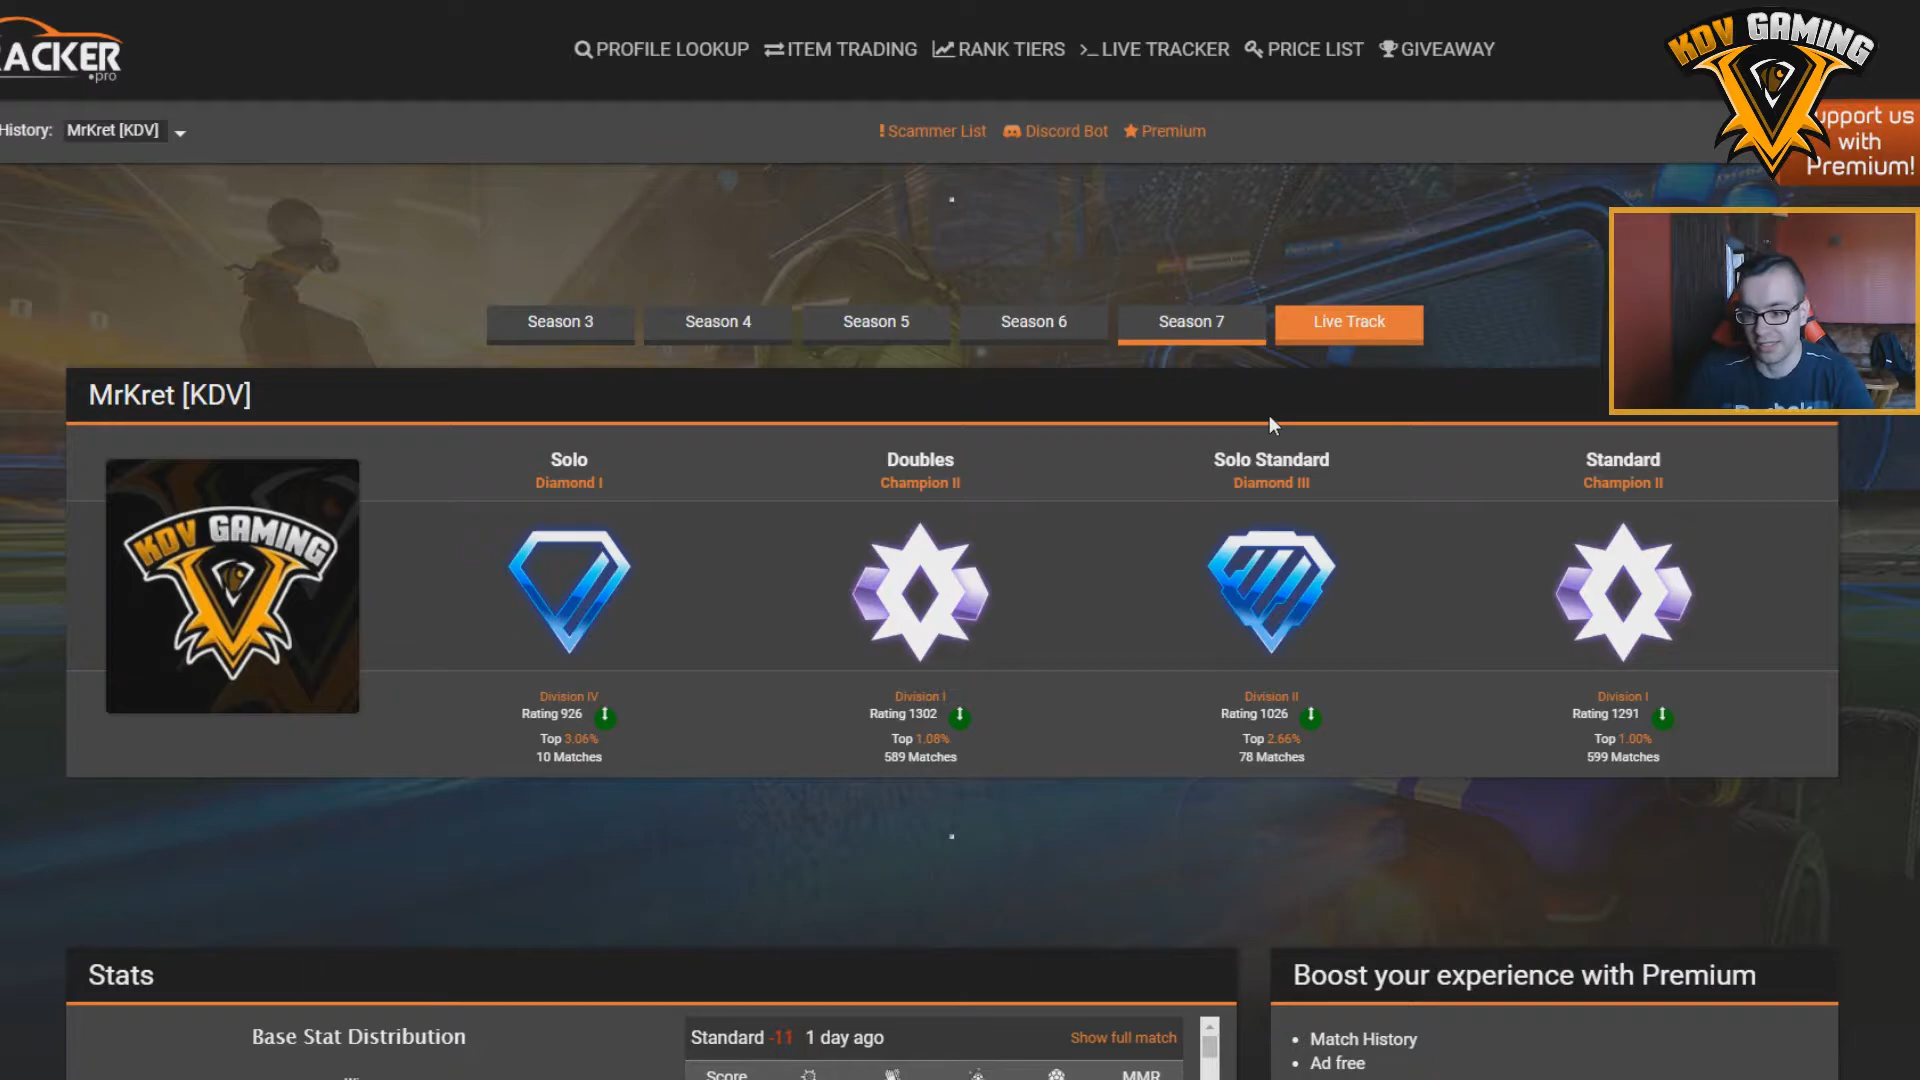 RACKER
.pro
PROFILE LOOKUP
ITEM TRADING
RANK TIERS
LIVE TRACKER
PRICE LIST
GIVEAWAY
KDV GAMING
History: MrKret [KDV]
Scammer List
Discord Bot
Premium
upport us
with
Premium!
Season 3
Season 4
Season 5
Season 6
Season 7
Live Track
MrKret [KDV]
KDV GAMING
Solo
Diamond I
Doubles
Champion II
Solo Standard
Diamond III
Standard
Champion II
Division IV
Rating 926
Top 3.06%
10 Matches
Division I
Rating 1302
Top 1.08%
589 Matches
Division II
Rating 1026
Top 2.66%
78 Matches
Division I
Rating 1291
Top 1.00%
599 Matches
Stats
Base Stat Distribution
Standard -11 1 day ago
Show full match
Score
MMR
Boost your experience with Premium
• Match History
• Ad free